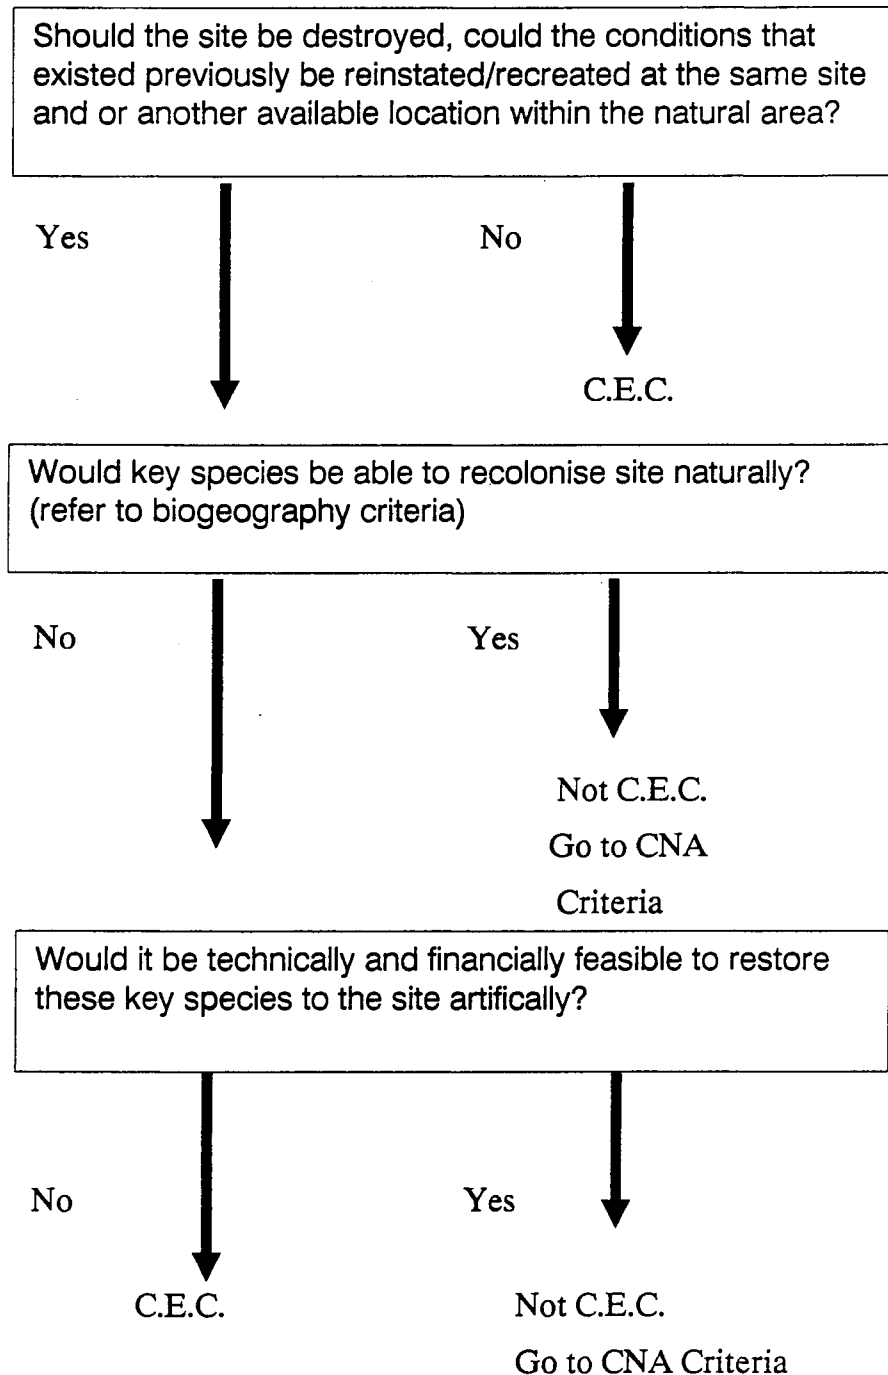 Should the site be destroyed, could the conditions that
existed previously be reinstated/recreated at the same site
and or another available location within the natural area?
Yes
No
C.E.C.
Would key species be able to recolonise site naturally?
(refer to biogeography criteria)
No
Yes
Not C.E.C.
Go to CNA
Criteria
Would it be technically and financially feasible to restore
these key species to the site artifically?
No
Yes
C.E.C.
Not C.E.C.
Go to CNA Criteria